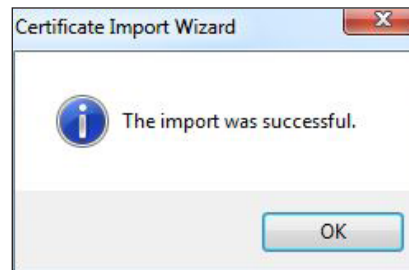 Certificate Import Wizard
The import was successful.
OK